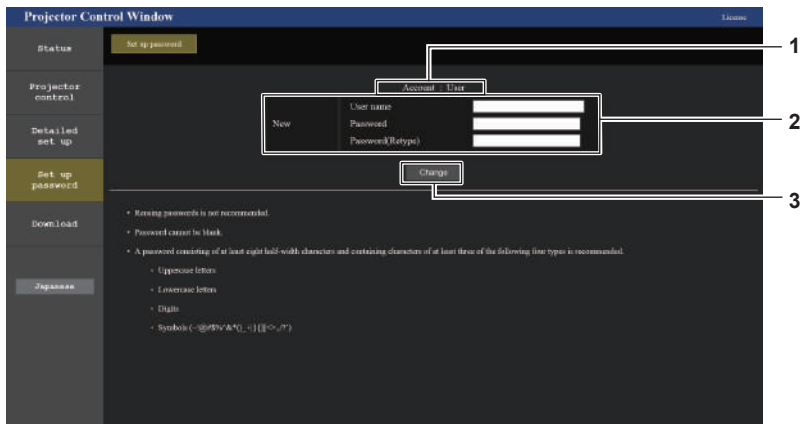 Projector Control Window
License
Status
Set up password
1
Projector
control
Account : User
User name
New
Password
2
Password(Retype)
Detailed
set up
Set up
password
Change
3
• Reusing passwords is not recommended.
Download
• Password cannot be blank.
• A password consisting of at least eight half-width characters and containing characters of at least three of the following four types is recommended.
• Uppercase letters
Japanese
• Lowercase letters
• Digits
• Symbols